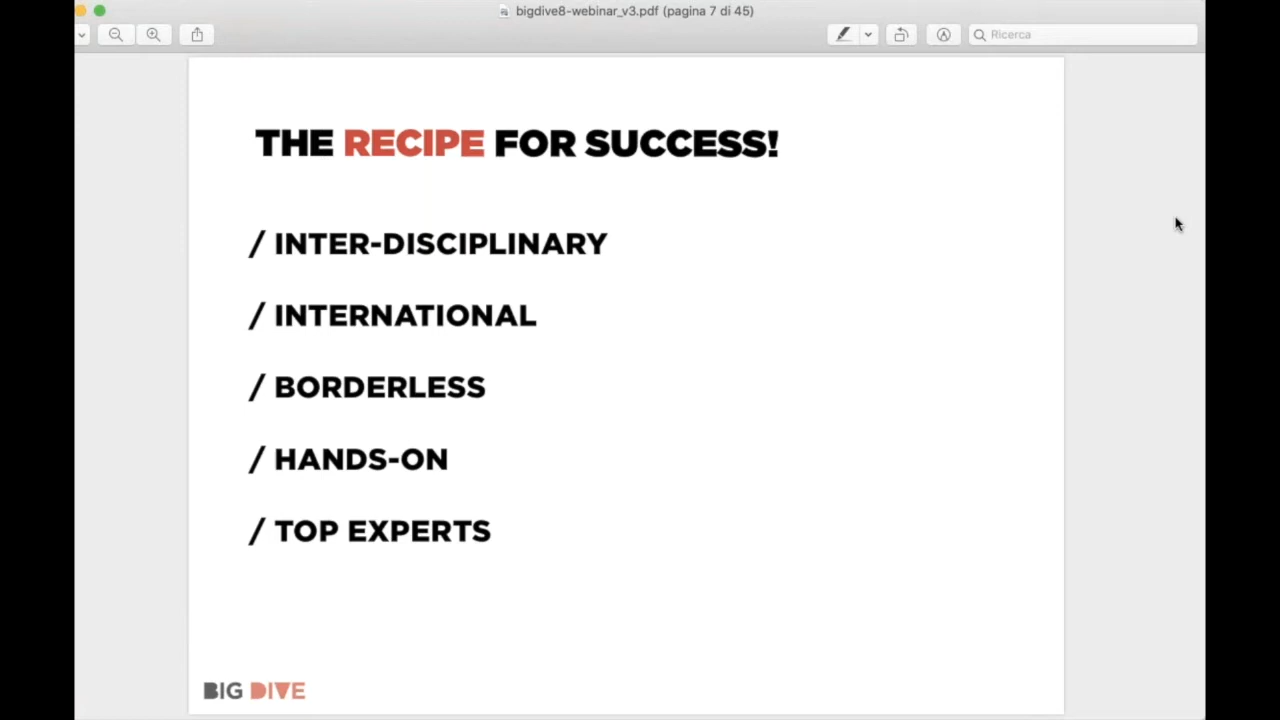 bigdive8-webinar_v3.pdf (pagina 7 di 45)
Ricerca
THE RECIPE FOR SUCCESS!
/ INTER-DISCIPLINARY
/ INTERNATIONAL
/ BORDERLESS
/ HANDS-ON
/ TOP EXPERTS
BIG DIVE